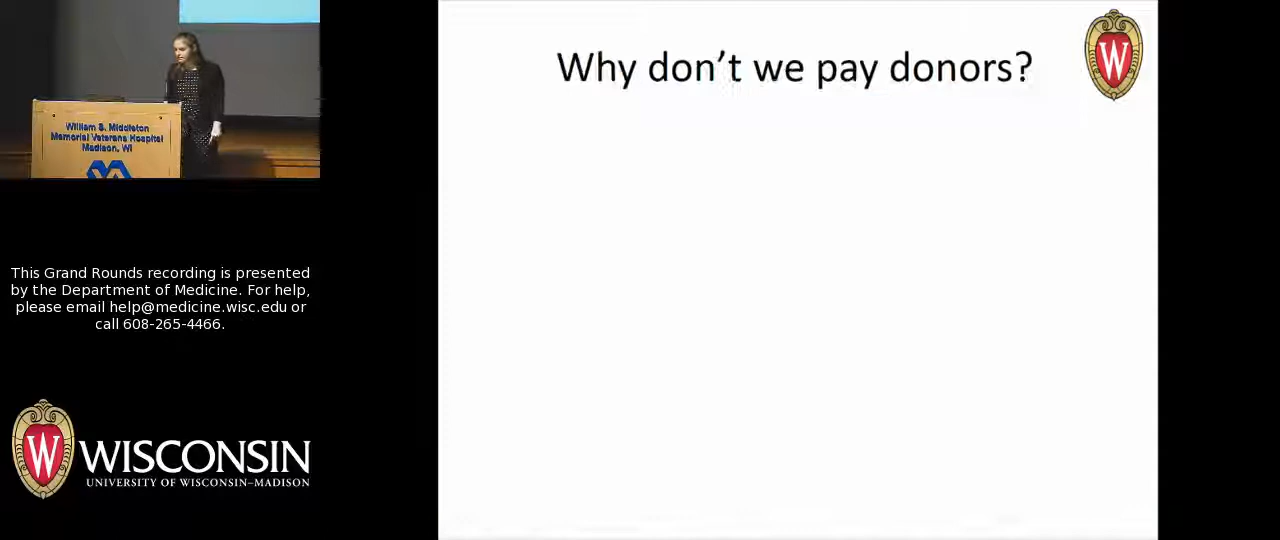 William S. Middleton
Memorial Veterans Hospital
Madison, WI
This Grand Rounds recording is presented
by the Department of Medicine. For help,
please email help@medicine.wisc.edu or
call 608-265-4466.
W WISCONSIN
UNIVERSITY OF WISCONSIN–MADISON
Why don’t we pay donors?
W